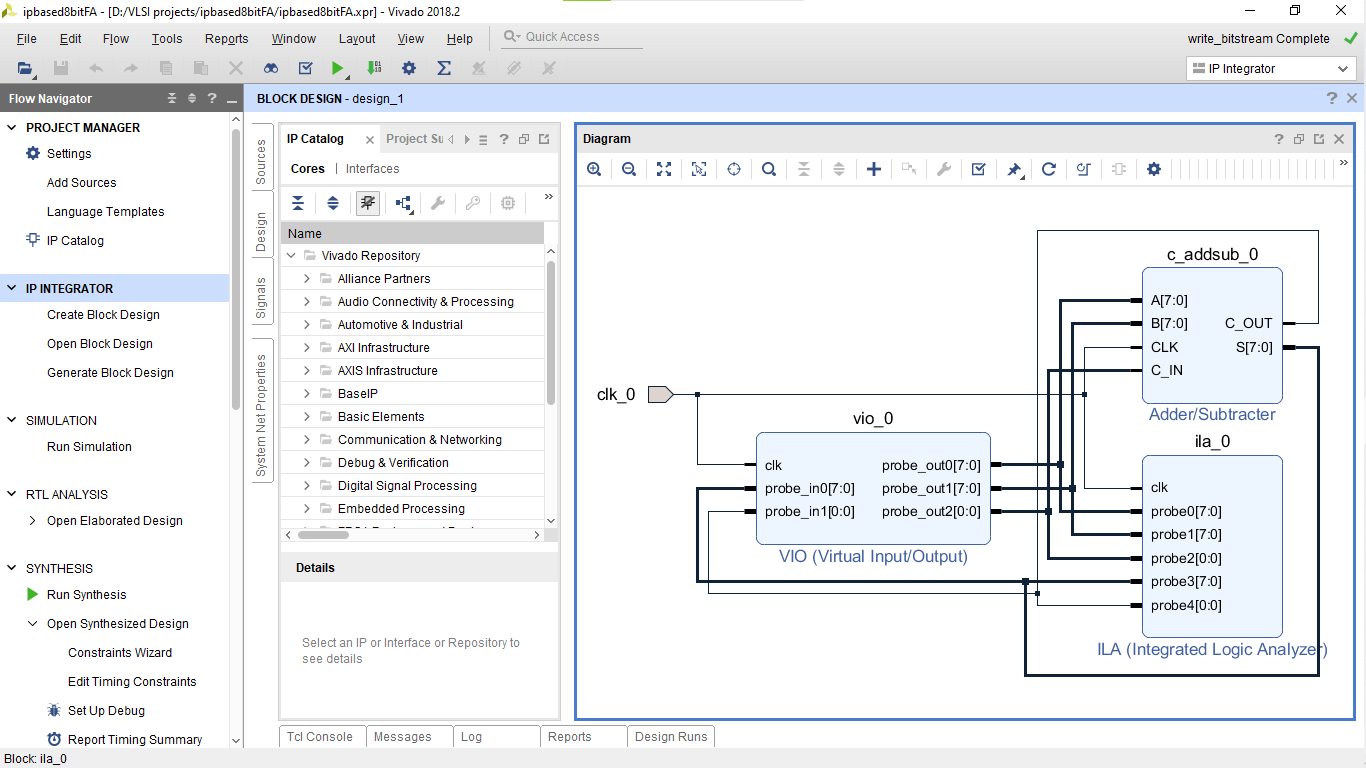 ipbased8bitFA - [D:/VLSI projects/ipbased8bitFA/ipbased8bitFA.xpr] - Vivado 2018.2
File Edit Flow Tools Reports Window Layout View Help Quick Access
write_bitstream Complete
IP Integrator
Flow Navigator
PROJECT MANAGER
Settings
Add Sources
Language Templates
IP Catalog
IP INTEGRATOR
Create Block Design
Open Block Design
Generate Block Design
SIMULATION
Run Simulation
RTL ANALYSIS
Open Elaborated Design
SYNTHESIS
Run Synthesis
Open Synthesized Design
Constraints Wizard
Edit Timing Constraints
Set Up Debug
Report Timing Summary
BLOCK DESIGN - design_1
Sources
Design
Signals
System Net Properties
IP Catalog
Project Su
Cores Interfaces
Name
Vivado Repository
Alliance Partners
Audio Connectivity & Processing
Automotive & Industrial
AXI Infrastructure
AXIS Infrastructure
BaseIP
Basic Elements
Communication & Networking
Debug & Verification
Digital Signal Processing
Embedded Processing
Details
Select an IP or Interface or Repository to
see details
Diagram
clk_0
c_addsub_0
A[7:0]
B[7:0]
CLK
C_IN
C_OUT
S[7:0]
Adder/Subtracter
vio_0
clk
probe_in0[7:0]
probe_in1[0:0]
probe_out0[7:0]
probe_out1[7:0]
probe_out2[0:0]
VIO (Virtual Input/Output)
ila_0
clk
probe0[7:0]
probe1[7:0]
probe2[0:0]
probe3[7:0]
probe4[0:0]
ILA (Integrated Logic Analyzer)
Tcl Console Messages Log Reports Design Runs
Block: ila_0